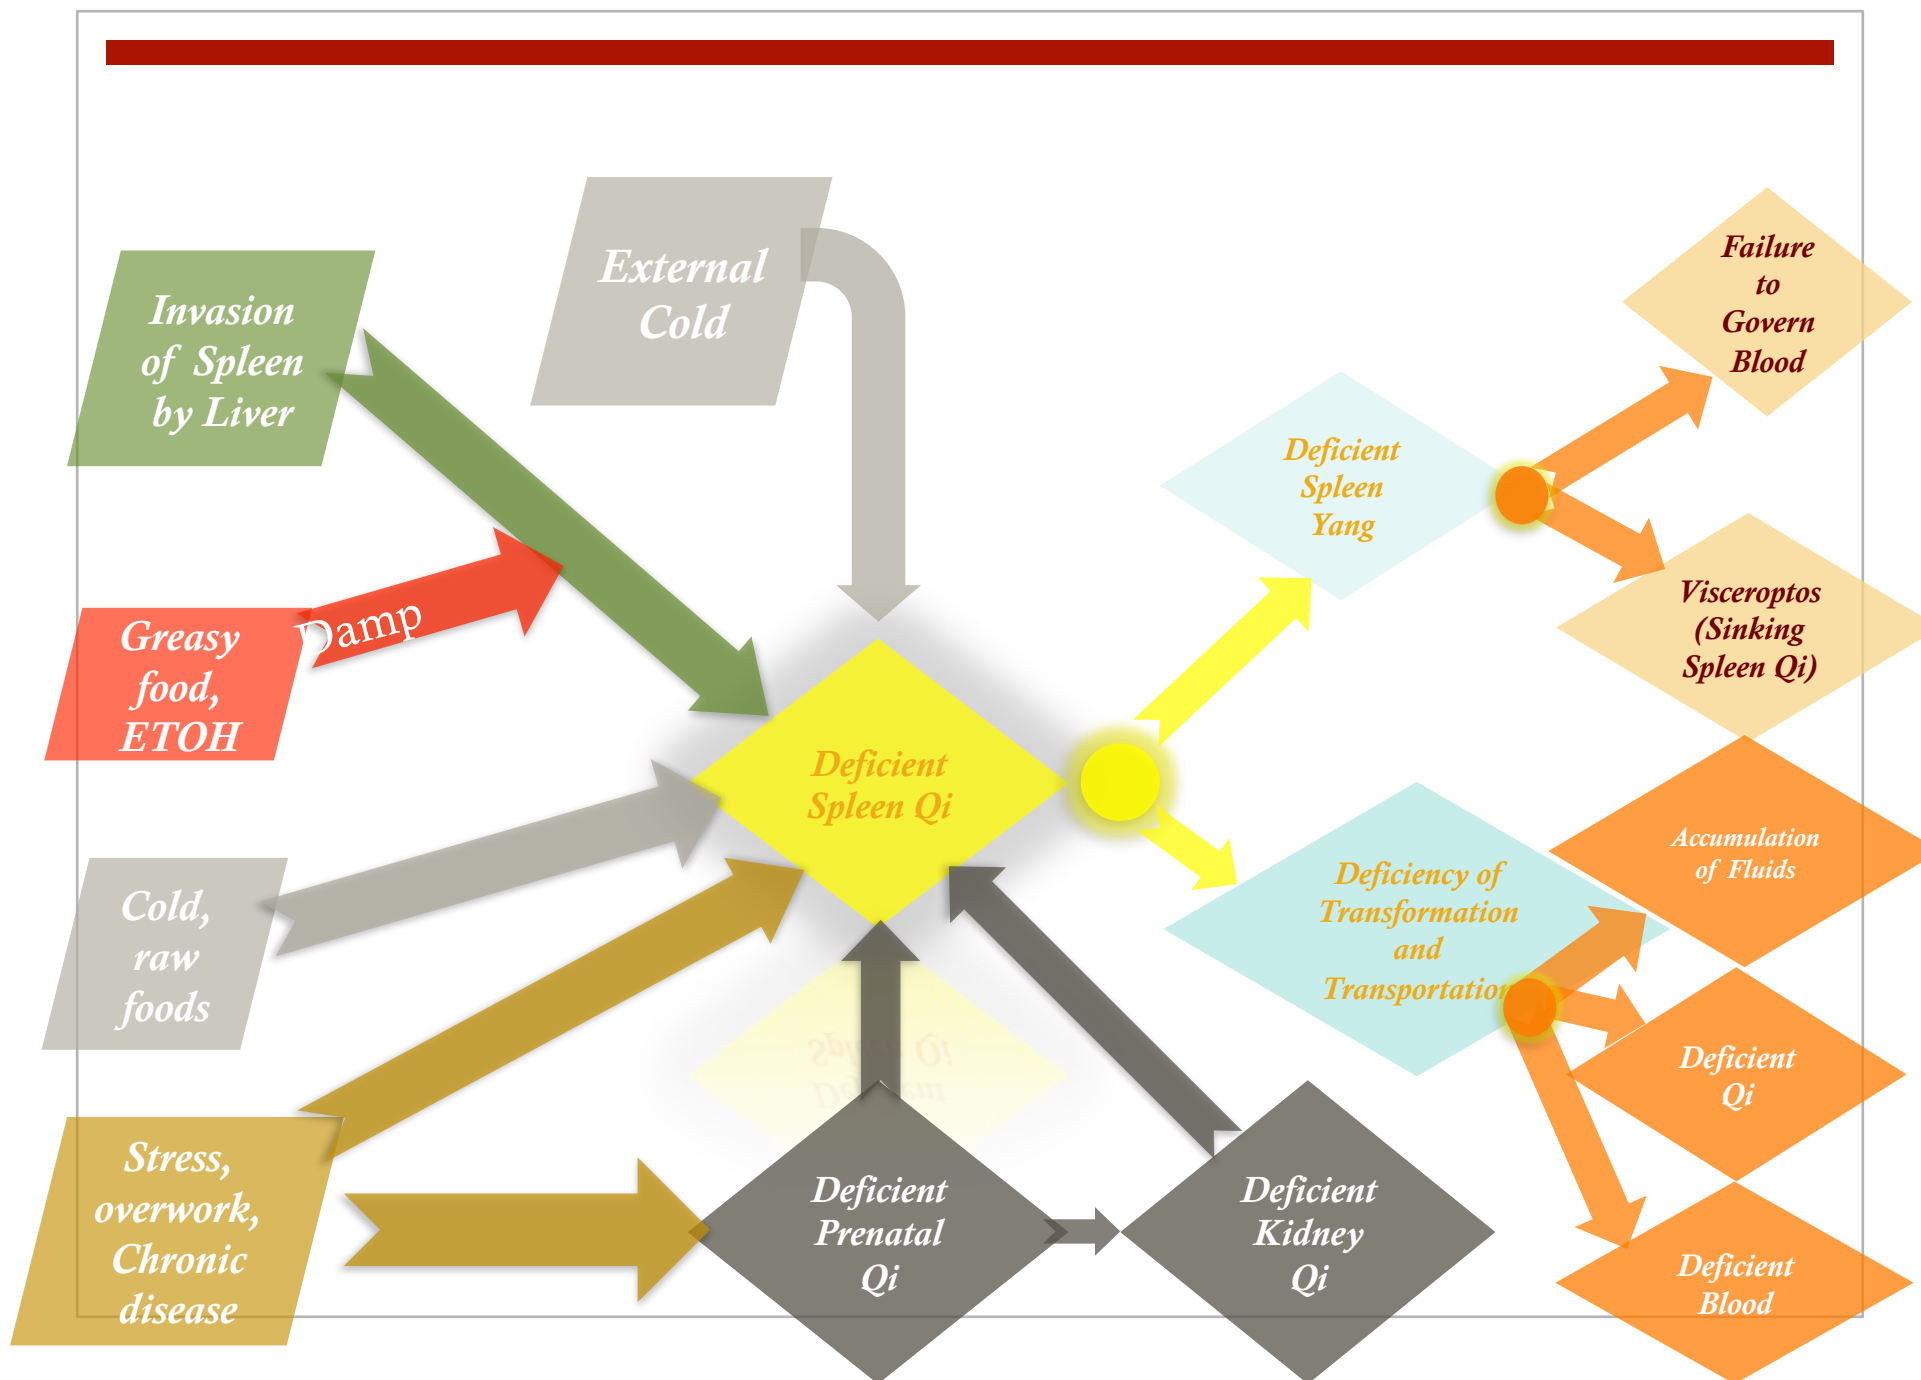 External
Cold
Invasion
of Spleen
by Liver
Greasy
food,
ETOH
Damp
Cold,
raw
foods
Stress,
overwork,
Chronic
disease
Deficient
Spleen Qi
Deficient
Prenatal
Qi
Deficient
Kidney
Qi
Deficient
Spleen
Yang
Deficiency of
Transformation
and
Transportation
Failure
to
Govern
Blood
Visceroptos
(Sinking
Spleen Qi)
Accumulation
of Fluids
Deficient
Qi
Deficient
Blood